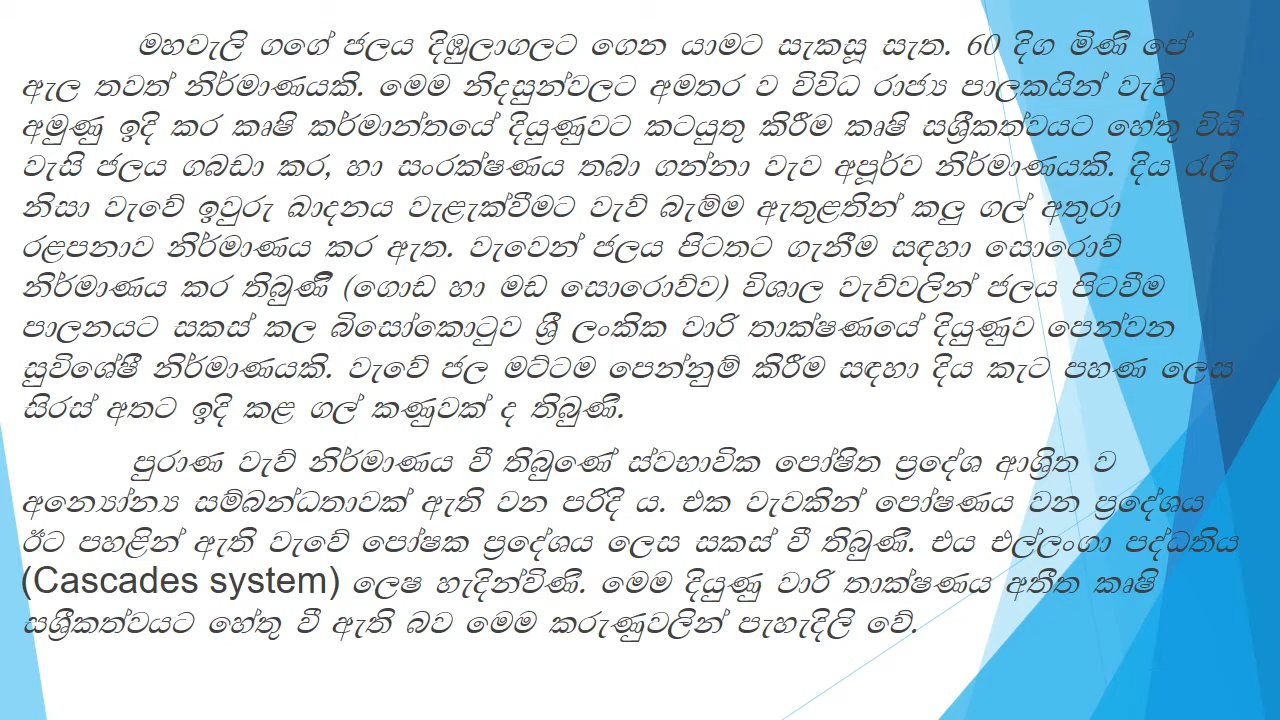 මහවැලි ගගේ ජලය දිඹුලාගලට ගෙන යාමට සැකසූ සැත. 60 දිග මිණි පේ
ඇල තවත් නිර්මාණයකි. මෙම නිදසුන්වලට අමතර ව විවිධ රාජ්‍ය පාලකයින් වැව්
අමුණු ඉදි කර කෘෂි කර්මාන්තයේ දියුණුවට කටයුතු කිරීම කෘෂි සශ්‍රීකත්වයට හේතු වියි
වැසි ජලය ගබඩා කර, හා සංරක්ෂණය තබා ගන්නා වැව අපූර්ව නිර්මාණයකි. දිය රැලි
නිසා වැවේ ඉවුරු ඛාදනය වැළැක්වීමට වැව් බැම්ම ඇතුළතින් කලු ගල් අතුරා
රළපනාව නිර්මාණය කර ඇත. වැවෙන් ජලය පිටතට ගැනීම සඳහා සොරොව්
නිර්මාණය කර තිබුණි (ගොඩ හා මඩ සොරොව්ව) විශාල වැව්වලින් ජලය පිටවීම
පාලනයට සකස් කල බිසෝකොටුව ශ්‍රී ලංකික වාරි තාක්ෂණයේ දියුණුව පෙන්වන
සුවිශේෂී නිර්මාණයකි. වැවේ ජල මට්ටම පෙන්නුම් කිරීම සඳහා දිය කැට පහණ ලෙස
සිරස් අතට ඉදි කළ ගල් කණුවක් ද තිබුණි.
පුරාණ වැව් නිර්මාණය වී තිබුණේ ස්වභාවික පෝෂිත ප්‍රදේශ ආශ්‍රිත ව
අන්‍යෝන්‍ය සම්බන්ධතාවක් ඇති වන පරිදි ය. එක වැවකින් පෝෂණය වන ප්‍රදේශය
ඊට පහළින් ඇති වැවේ පෝෂක ප්‍රදේශය ලෙස සකස් වී තිබුණි. එය එල්ලංගා පද්ධතිය
(Cascades system) ලෙෂ හැදින්විණි. මෙම දියුණු වාරි තාක්ෂණය අතීත කෘෂි
සශ්‍රීකත්වයට හේතු වී ඇති බව මෙම කරුණුවලින් පැහැදිලි වේ.